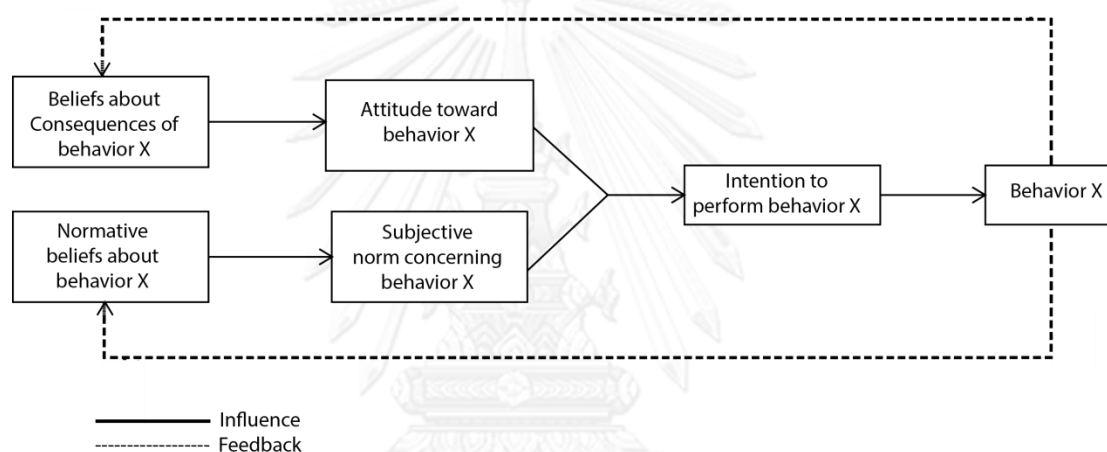 Beliefs about
Consequences of
behavior X
Attitude toward
behavior X
Normative
beliefs about
behavior X
Subjective
norm concerning
behavior X
Intention to
perform behavior X
Behavior X
Influence
Feedback